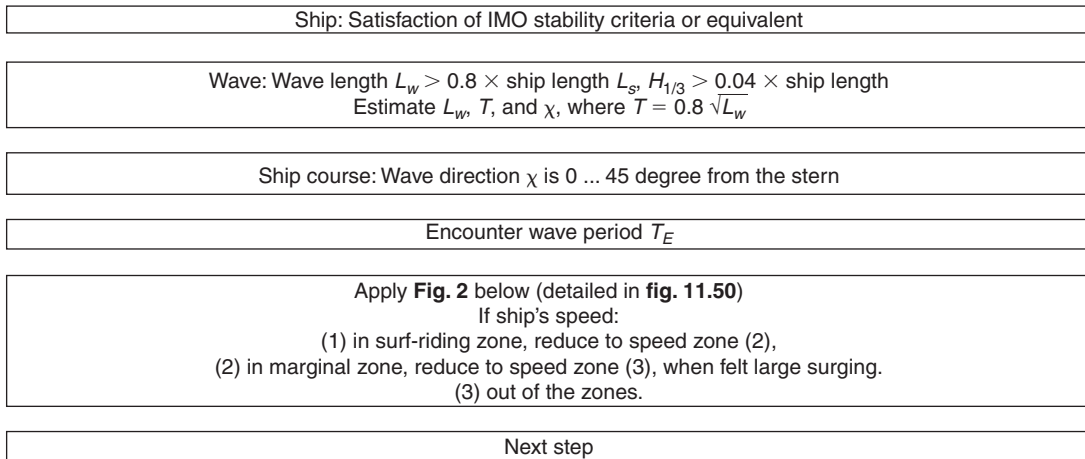 Ship: Satisfaction of IMO stability criteria or equivalent
Wave: Wave length L_w > 0.8 × ship length L_s, H_{1/3} > 0.04 × ship length
Estimate L_w, T, and χ, where T = 0.8 √L_w
Ship course: Wave direction χ is 0 ... 45 degree from the stern
Encounter wave period T_E
Apply Fig. 2 below (detailed in fig. 11.50)
If ship's speed:
(1) in surf-riding zone, reduce to speed zone (2),
(2) in marginal zone, reduce to speed zone (3), when felt large surging.
(3) out of the zones.
Next step